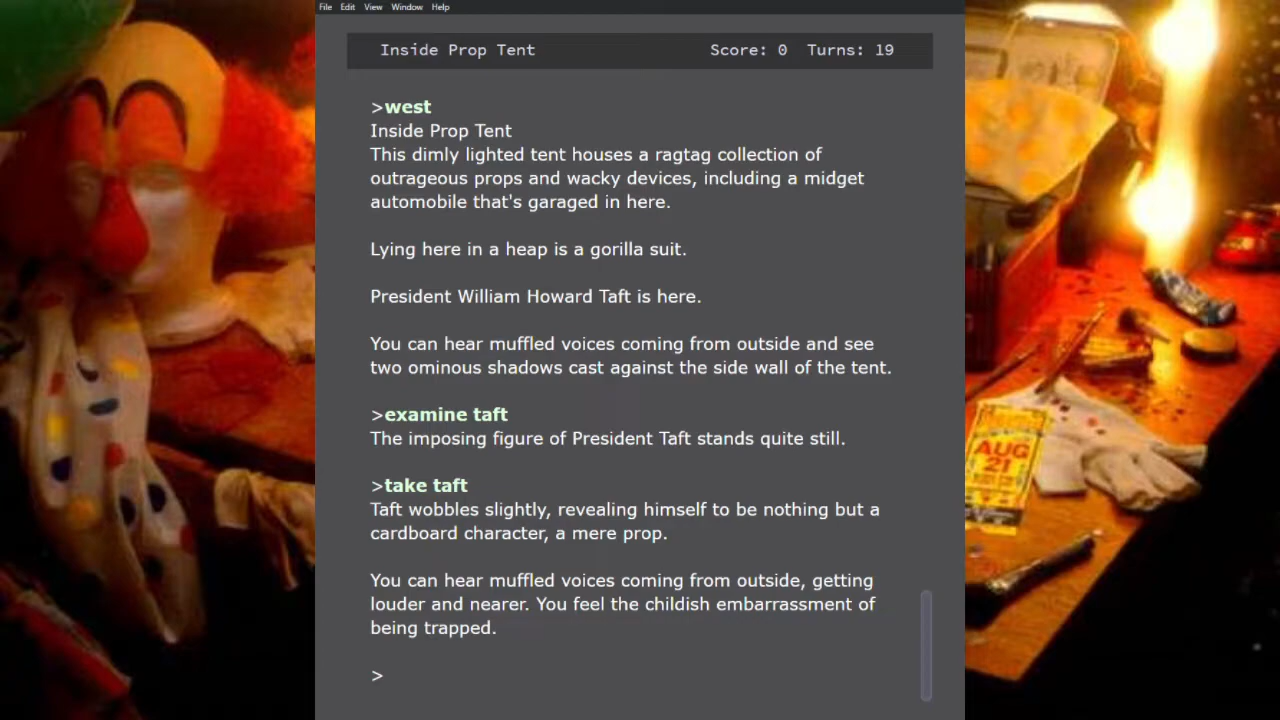 File Edit View Window Help
Inside Prop Tent Score: 0 Turns: 19
>west
Inside Prop Tent
This dimly lighted tent houses a ragtag collection of
outrageous props and wacky devices, including a midget
automobile that's garaged in here.
Lying here in a heap is a gorilla suit.
President William Howard Taft is here.
You can hear muffled voices coming from outside and see
two ominous shadows cast against the side wall of the tent.
>examine taft
The imposing figure of President Taft stands quite still.
>take taft
Taft wobbles slightly, revealing himself to be nothing but a
cardboard character, a mere prop.
You can hear muffled voices coming from outside, getting
louder and nearer. You feel the childish embarrassment of
being trapped.
>
AUG
21